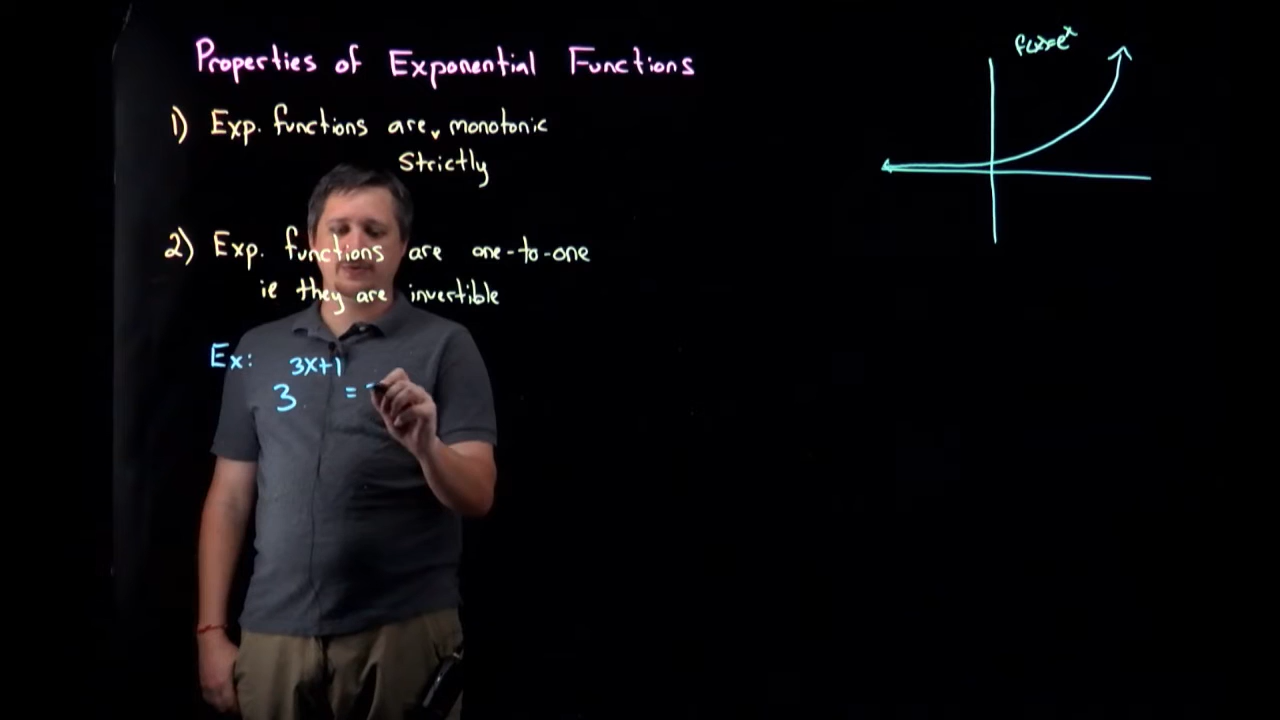 Properties of Exponential Functions
f(x)=e^x
1) Exp. functions are, monotonic
Strictly
2) Exp. functions are one-to-one
ie they are invertible
Ex: 3x+1
3 =